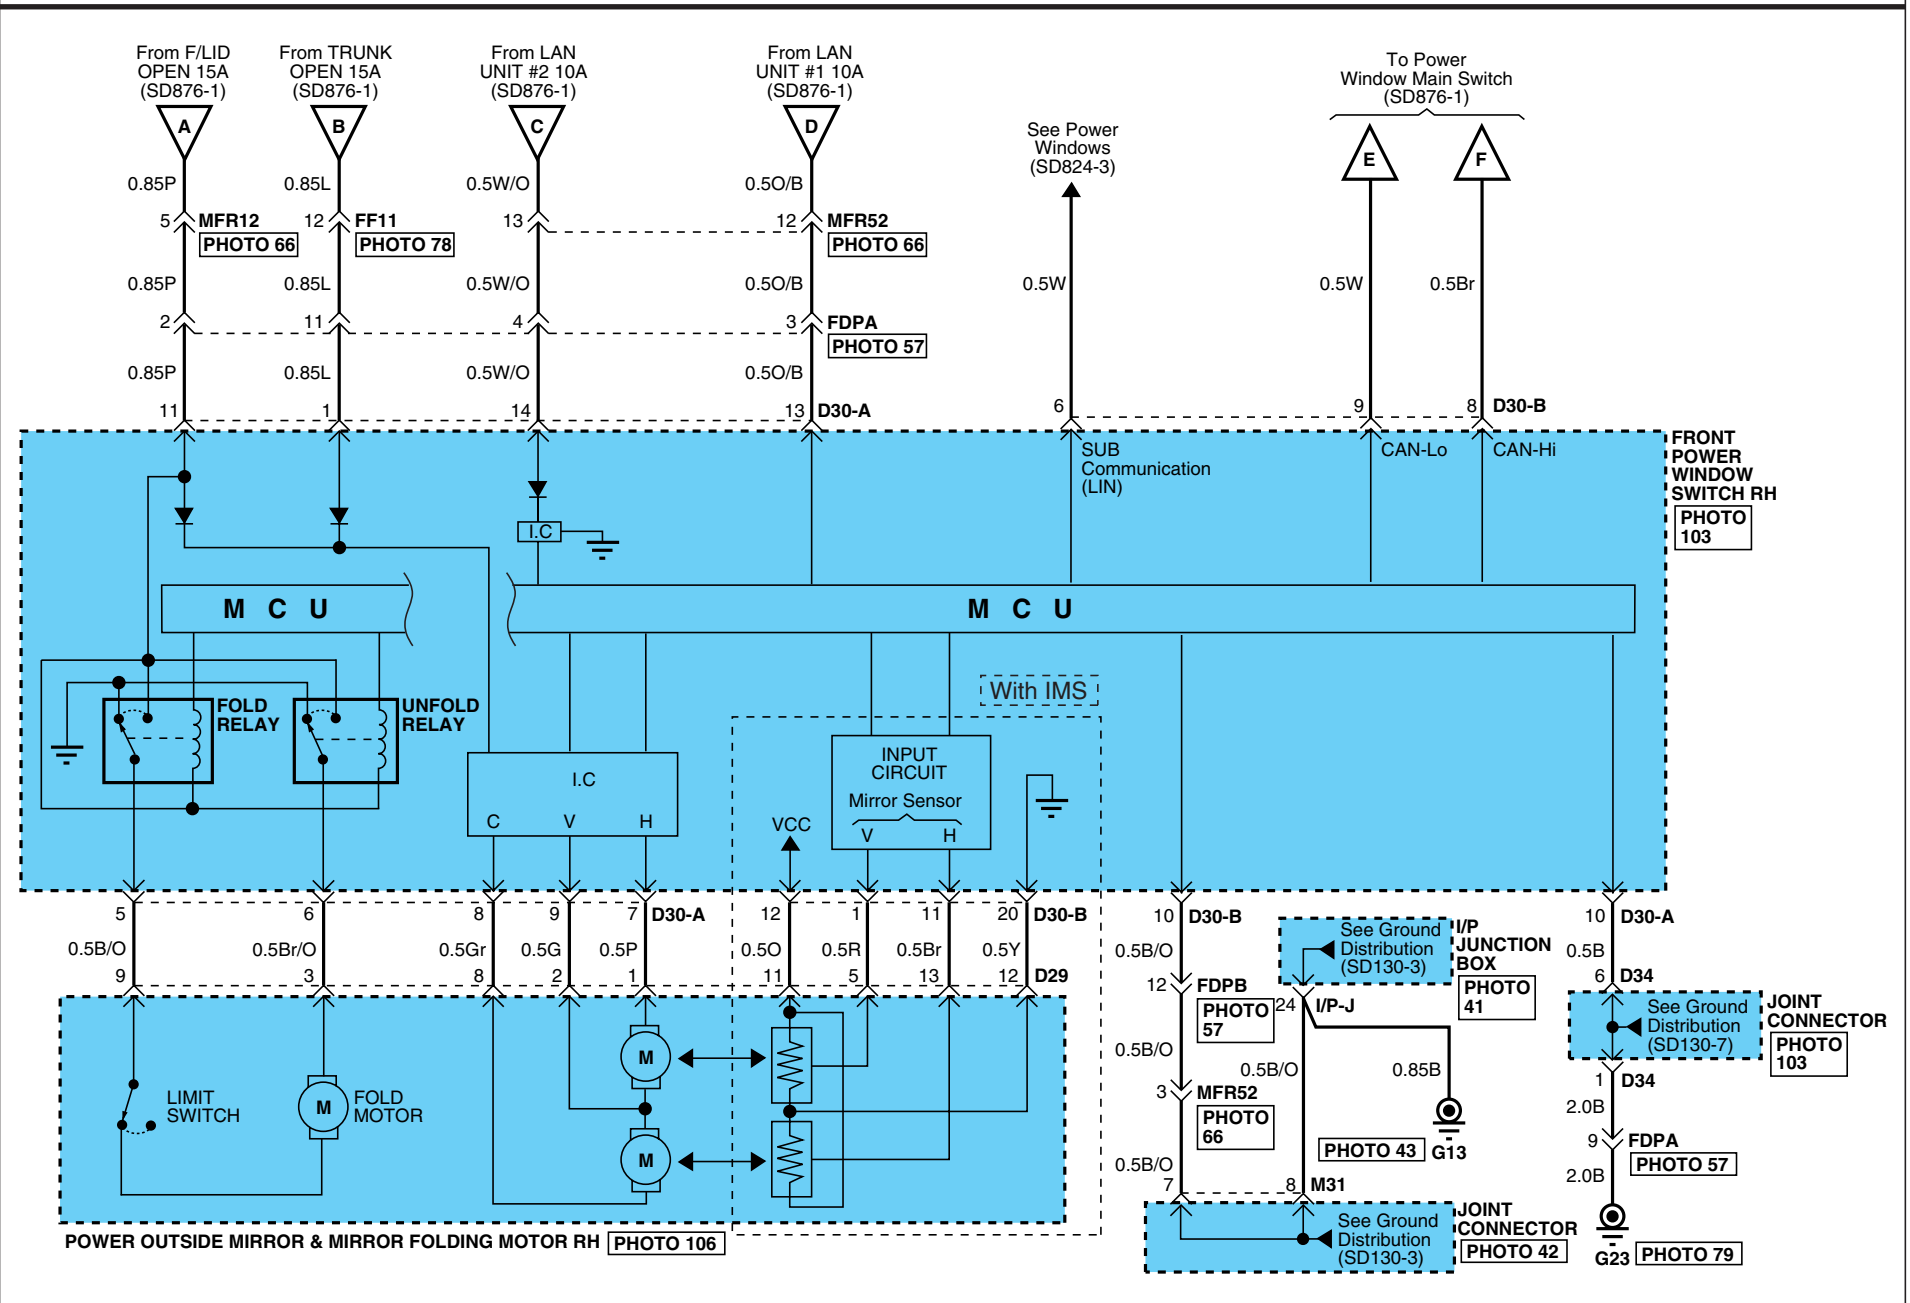 From F/LID
OPEN 15A
(SD876-1)
From TRUNK
OPEN 15A
(SD876-1)
From LAN
UNIT #2 10A
(SD876-1)
From LAN
UNIT #1 10A
(SD876-1)
To Power
Window Main Switch
(SD876-1)
See Power
Windows
(SD824-3)
A
B
C
D
E
F
0.85P
0.85L
0.5W/O
0.5O/B
5
MFR12
PHOTO 66
12
FF11
PHOTO 78
13
12
MFR52
PHOTO 66
0.85P
0.85L
0.5W/O
0.5O/B
0.5W
0.5W
0.5Br
2
11
4
3
FDPA
PHOTO 57
0.85P
0.85L
0.5W/O
0.5O/B
11
1
14
13
D30-A
6
9
8
D30-B
SUB
Communication
(LIN)
CAN-Lo
CAN-Hi
FRONT
POWER
WINDOW
SWITCH RH
PHOTO
103
I.C
M C U
M C U
With IMS
FOLD
RELAY
UNFOLD
RELAY
I.C
C
V
H
VCC
INPUT
CIRCUIT
Mirror Sensor
V
H
5
6
8
9
7
D30-A
12
1
11
20
D30-B
10
D30-B
10
D30-A
0.5B/O
0.5Br/O
0.5Gr
0.5G
0.5P
0.5O
0.5R
0.5Br
0.5Y
0.5B/O
0.5B
9
3
8
2
1
11
5
13
12
D29
See Ground
Distribution
(SD130-3)
I/P
JUNCTION
BOX
PHOTO
41
12
FDPB
PHOTO
57
24
I/P-J
6
D34
See Ground
Distribution
(SD130-7)
JOINT
CONNECTOR
PHOTO
103
M
M
M
LIMIT
SWITCH
FOLD
MOTOR
0.5B/O
0.5B/O
0.85B
3
MFR52
PHOTO
66
1
D34
2.0B
9
FDPA
PHOTO 57
2.0B
PHOTO 43
G13
0.5B/O
7
8
M31
See Ground
Distribution
(SD130-3)
JOINT
CONNECTOR
PHOTO 42
G23
PHOTO 79
POWER OUTSIDE MIRROR & MIRROR FOLDING MOTOR RH
PHOTO 106